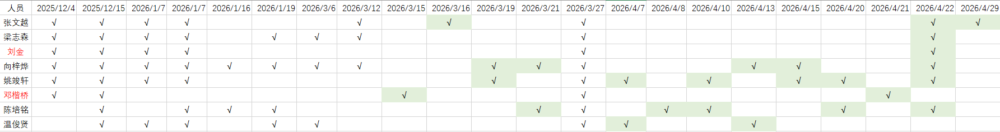 人员 2025/12/4 2025/12/15 2026/1/7 2026/1/7 2026/1/16 2026/1/19 2026/3/6 2026/3/12 2026/3/15 2026/3/16 2026/3/19 2026/3/21 2026/3/27 2026/4/7 2026/4/8 2026/4/10 2026/4/13 2026/4/15 2026/4/20 2026/4/21 2026/4/22 2026/4/29
张文越 √ √ √ √ √ √ √ √ √
梁志森 √ √ √ √ √ √ √ √ √
刘金 √ √ √ √ √ √
向梓烨 √ √ √ √ √ √ √ √ √ √ √ √ √ √
姚竣轩 √ √ √ √ √ √ √ √ √ √ √
邓楷桥 √ √ √ √ √
陈培铭 √ √ √ √ √ √ √ √ √ √
温俊贤 √ √ √ √ √ √ √ √